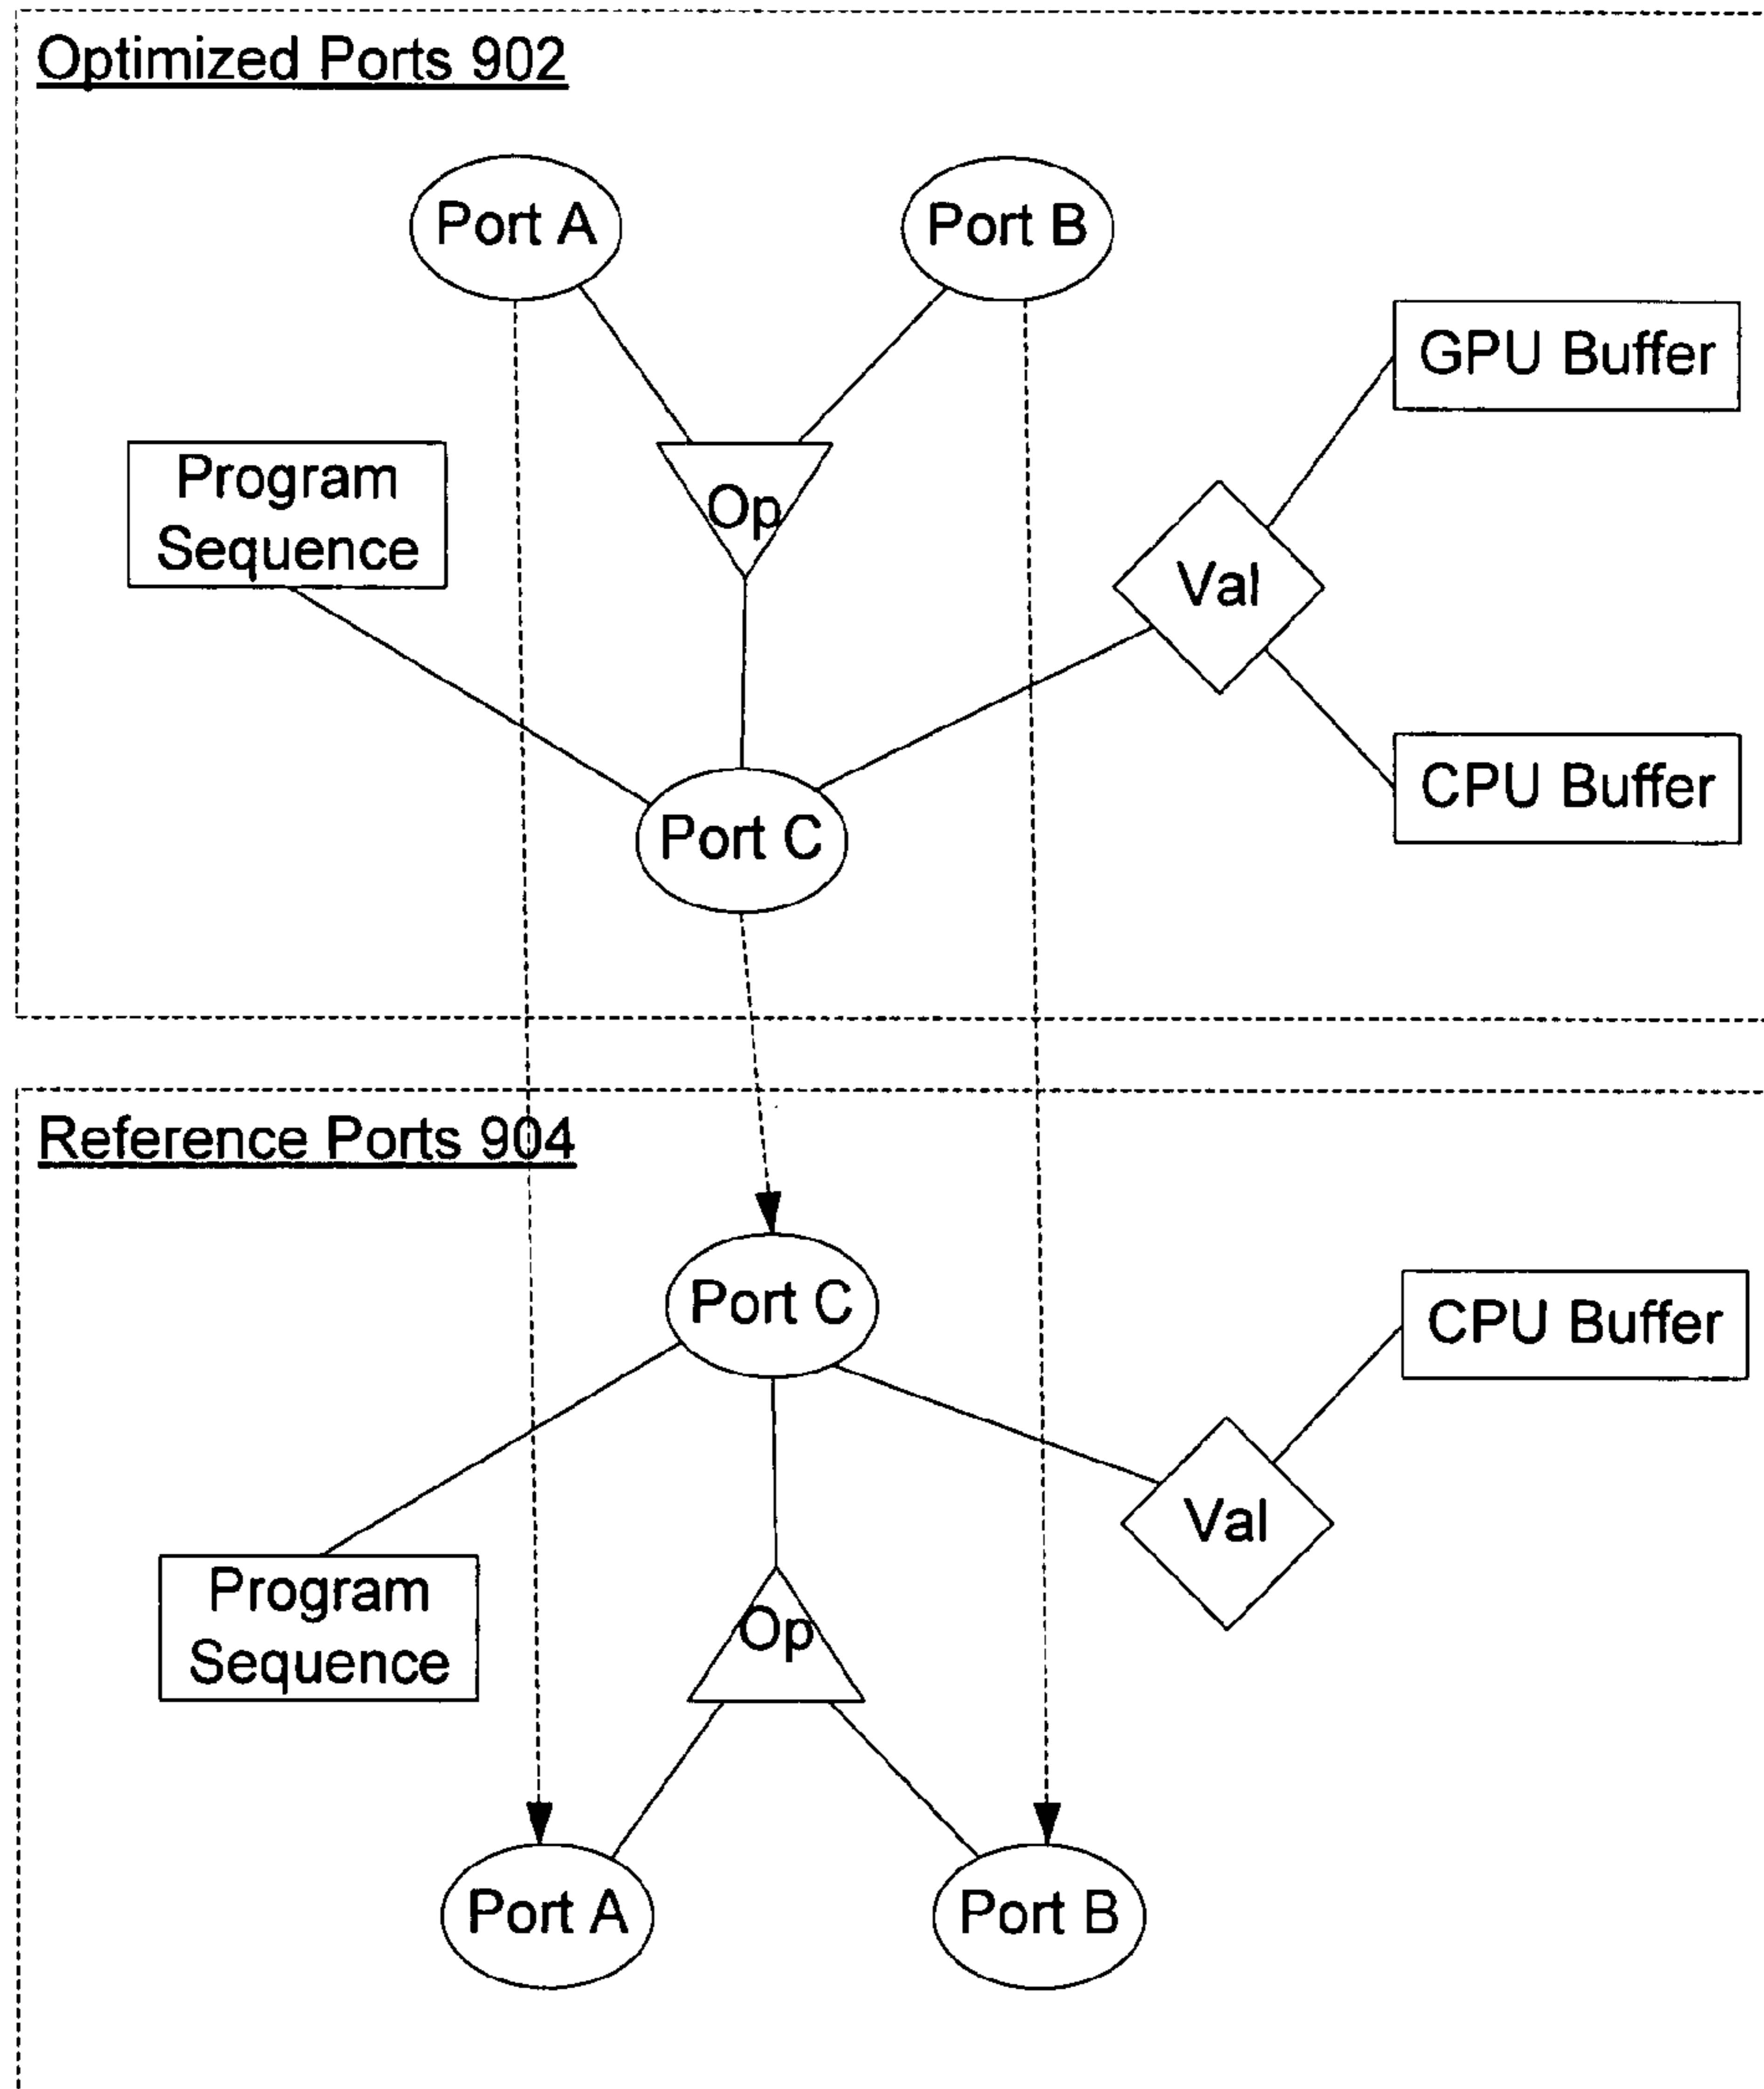 Optimized Ports 902
Port A
Port B
GPU Buffer
Program
Sequence
Op
Val
CPU Buffer
Port C
Reference Ports 904
Port C
CPU Buffer
Val
Program
Sequence
Op
Port A
Port B